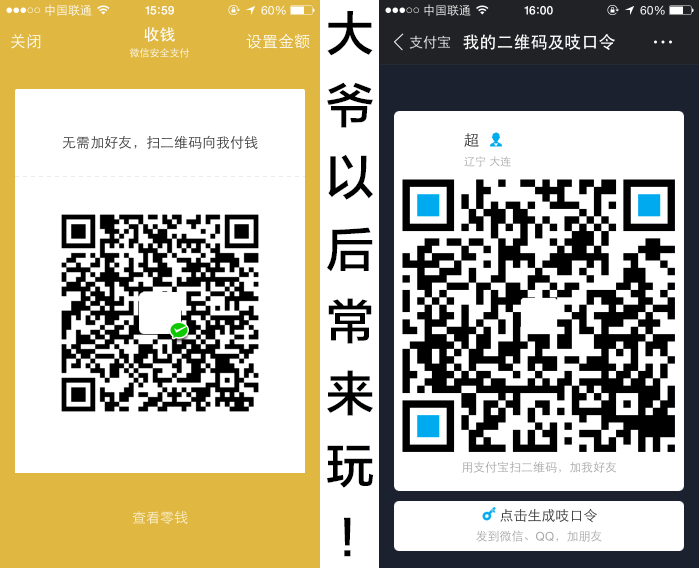 中国联通 15:59 60%
关闭 收钱 设置金额
微信安全支付
无需加好友，扫二维码向我付钱
查看零钱
大爷以后常来玩！
中国联通 16:00 60%
支付宝 我的二维码及吱口令
超
辽宁 大连
用支付宝扫二维码，加我好友
点击生成吱口令
发到微信、QQ，加朋友